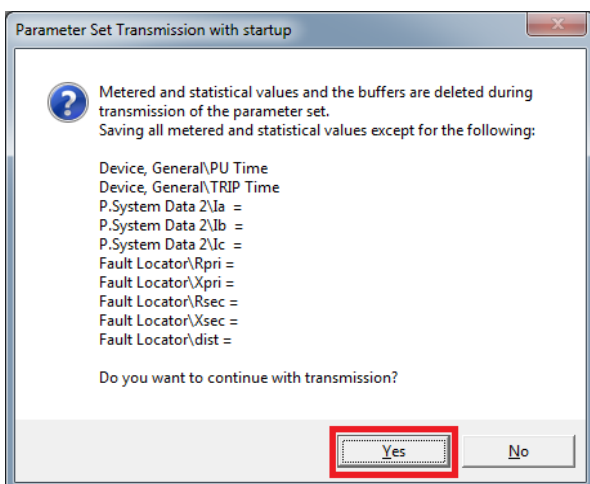 Parameter Set Transmission with startup
Metered and statistical values and the buffers are deleted during
transmission of the parameter set.
Saving all metered and statistical values except for the following:
Device, General\PU Time
Device, General\TRIP Time
P.System Data 2\Ia =
P.System Data 2\Ib =
P.System Data 2\Ic =
Fault Locator\Rpri =
Fault Locator\Xpri =
Fault Locator\Rsec =
Fault Locator\Xsec =
Fault Locator\dist =
Do you want to continue with transmission?
Yes No